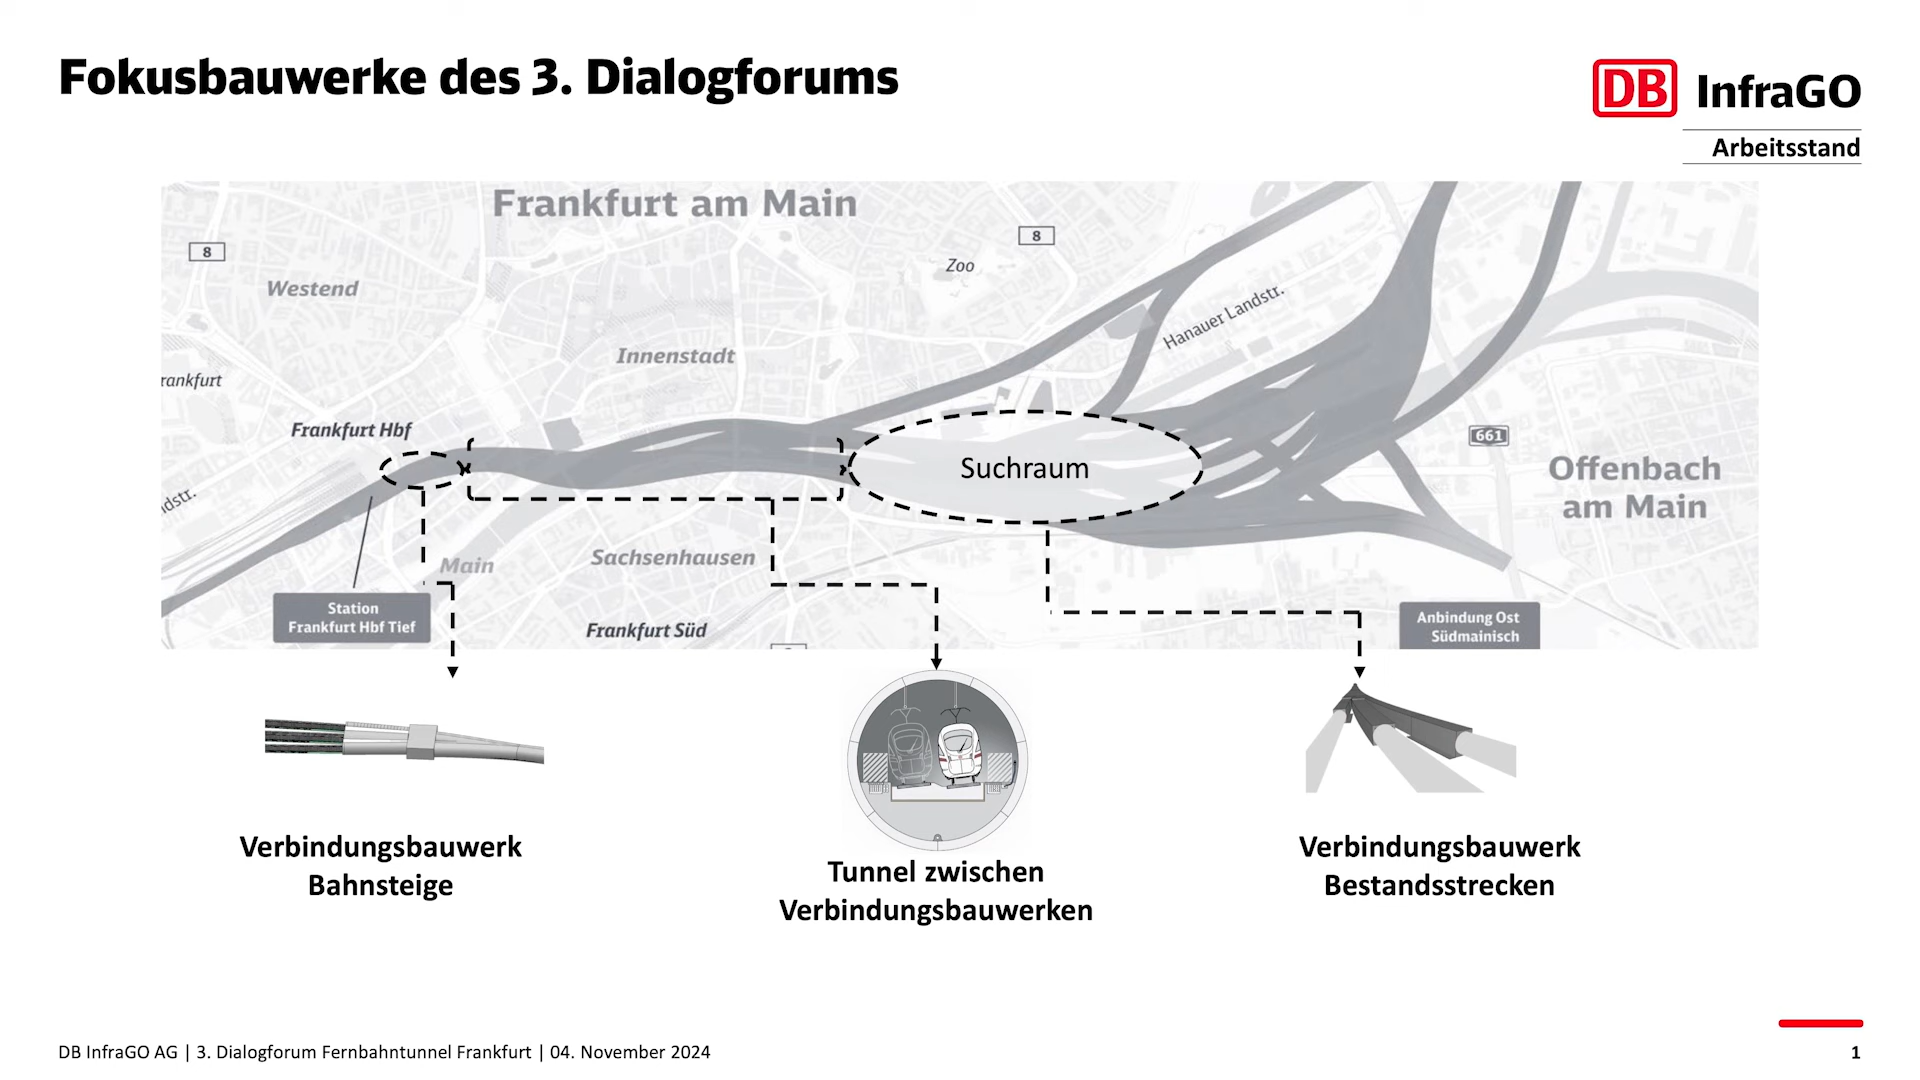 Fokusbauwerke des 3. Dialogforums
DB InfraGO
Arbeitsstand
Frankfurt am Main
8
8
Zoo
Westend
Hanauer Landstr.
Innenstadt
rankfurt
Frankfurt Hbf
661
Suchraum
Offenbach
am Main
ldstr.
Sachsenhausen
Main
Station
Frankfurt Hbf Tief
Frankfurt Süd
Anbindung Ost
Südmainisch
Verbindungsbauwerk
Bahnsteige
Tunnel zwischen
Verbindungsbauwerken
Verbindungsbauwerk
Bestandsstrecken
DB InfraGO AG | 3. Dialogforum Fernbahntunnel Frankfurt | 04. November 2024
1